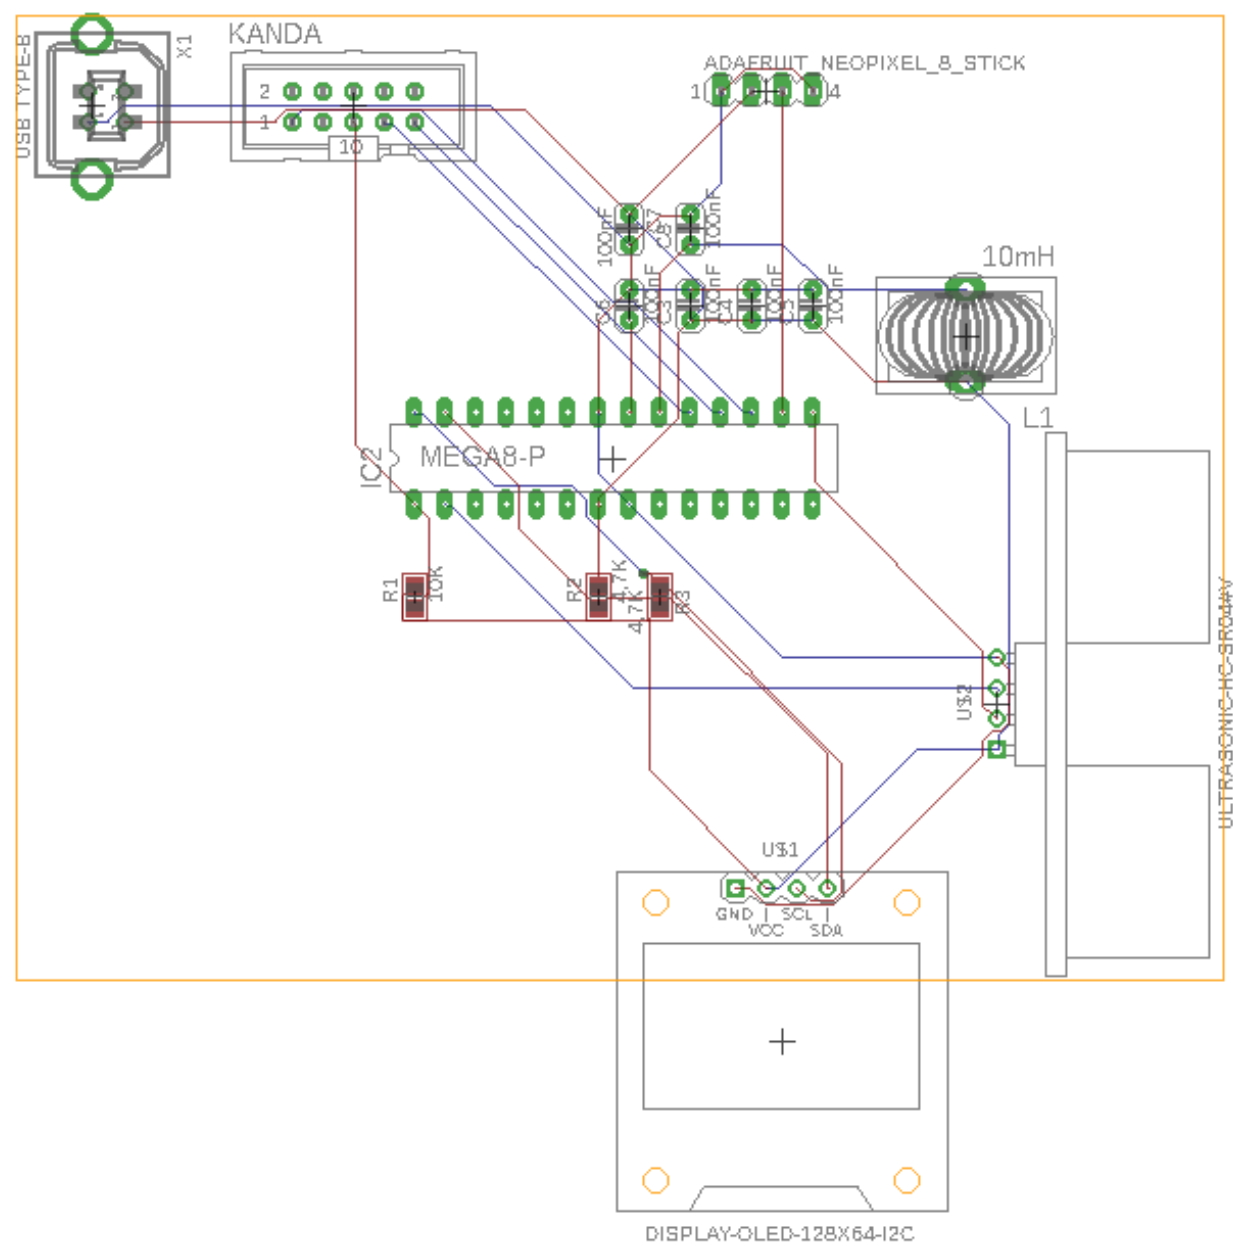 KANDA
USB TYPE-B
X1
2
1
10
ADAFRUIT_NEOPIXEL_8_STICK
1
4
100nF
C7
C8
100nF
10mH
C6
100nF
C3
100nF
C4
100nF
C5
100nF
L1
IC2
MEGA8-P
R1
10K
R2
4,7K
4,7K
R3
U$2
ULTRASONIC-HC-SR04#V
U$1
GND
SCL
VCC
SDA
DISPLAY-OLED-128X64-I2C